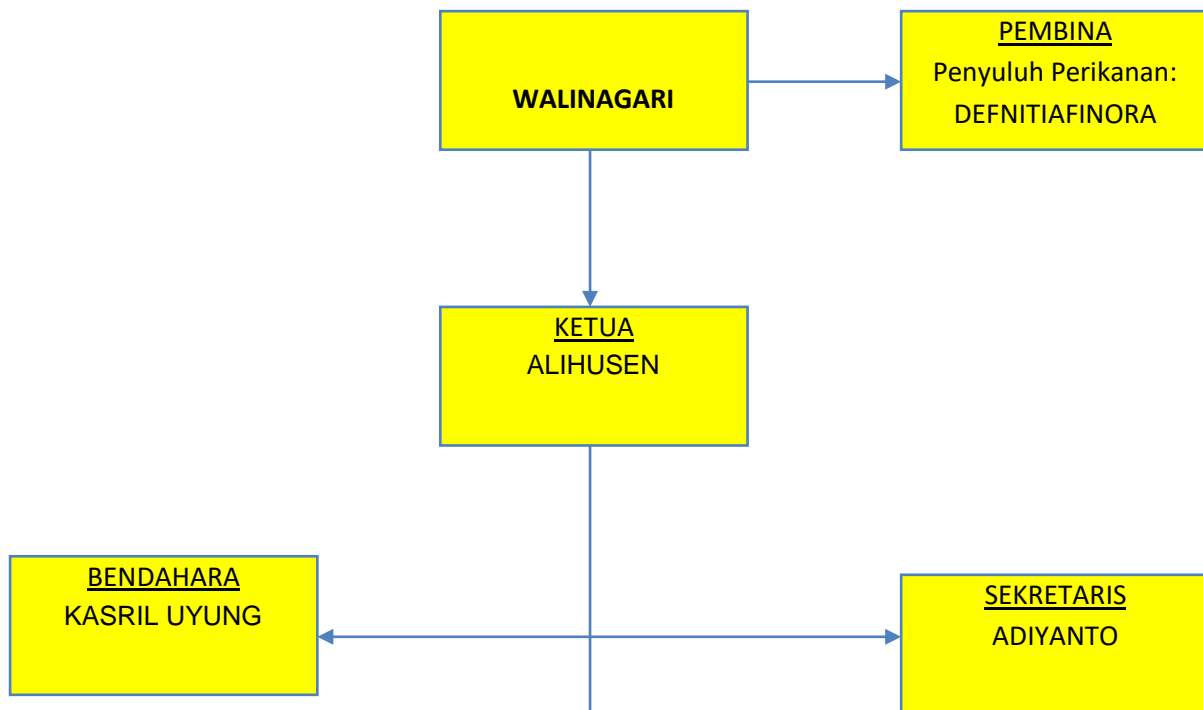 WALINAGARI
PEMBINA
Penyuluh Perikanan:
DEFNITIAFINORA
KETUA
ALIHUSEN
BENDAHARA
KASRIL UYUNG
SEKRETARIS
ADIYANTO